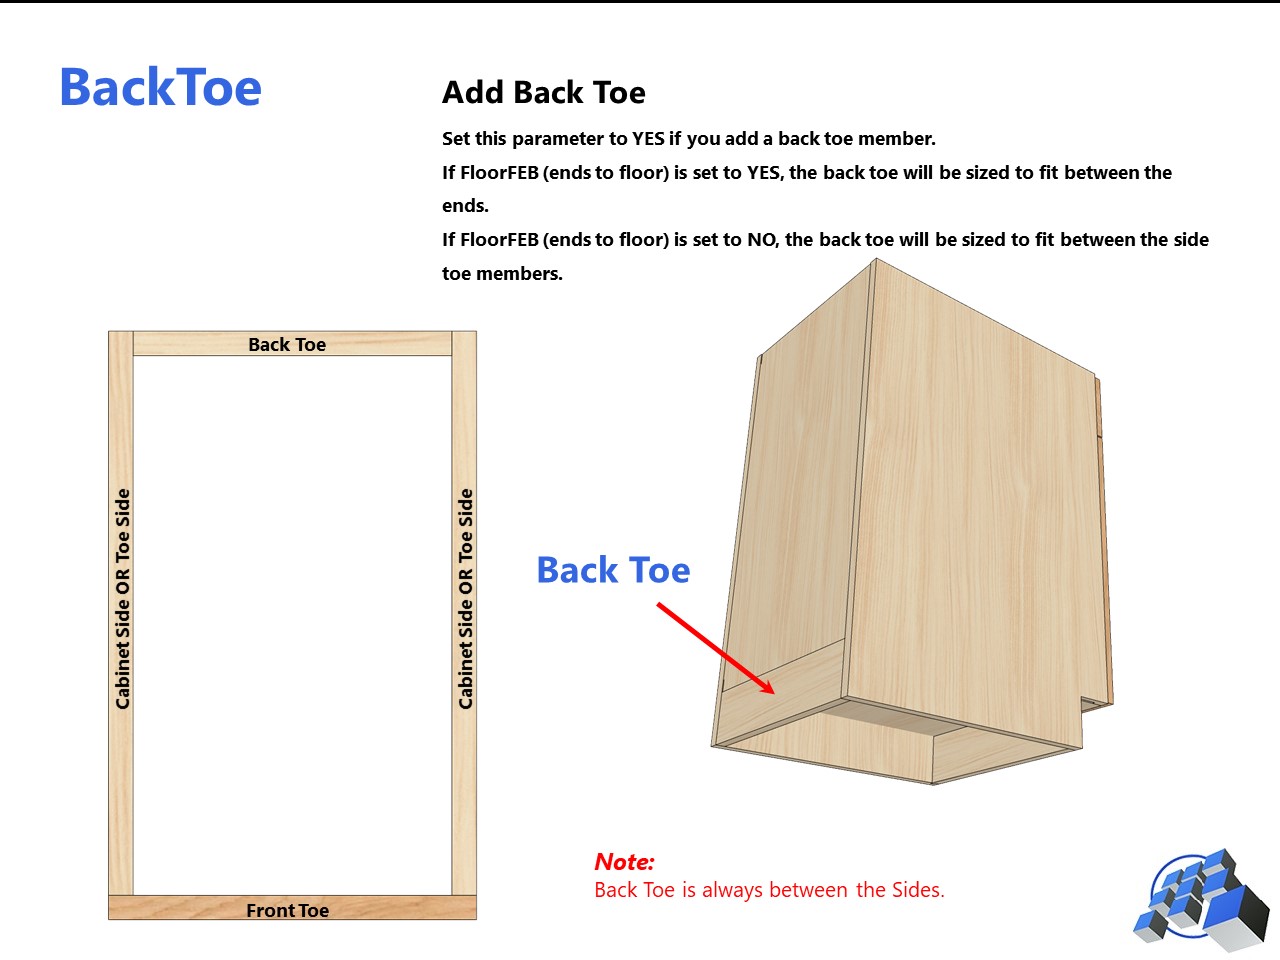 BackToe
Add Back Toe
Set this parameter to YES if you add a back toe member.
If FloorFEB (ends to floor) is set to YES, the back toe will be sized to fit between the
ends.
If FloorFEB (ends to floor) is set to NO, the back toe will be sized to fit between the side
toe members.
Back Toe
Cabinet Side OR Toe Side
Cabinet Side OR Toe Side
Front Toe
Back Toe
Note:
Back Toe is always between the Sides.